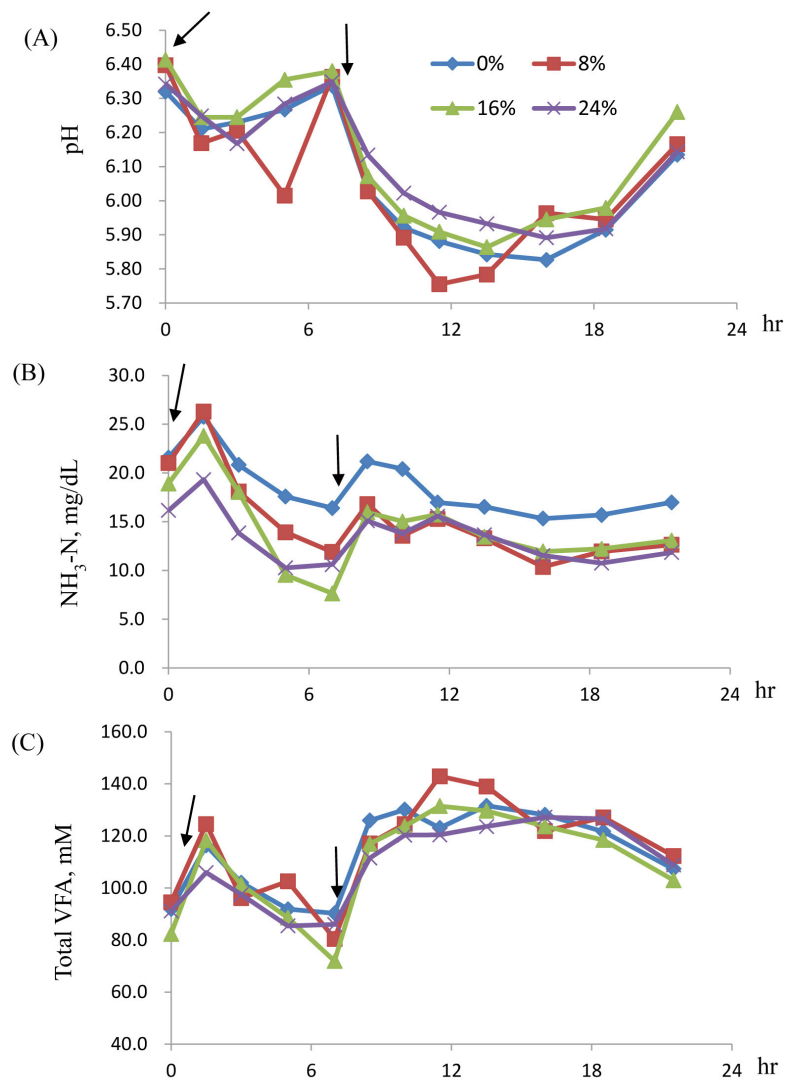 (A)
pH
6.50
6.40
6.30
6.20
6.10
6.00
5.90
5.80
5.70
0% 8%
16% 24%
0 6 12 18 24 hr
(B)
NH3-N, mg/dL
30.0
25.0
20.0
15.0
10.0
5.0
0.0
0 6 12 18 24 hr
(C)
Total VFA, mM
160.0
140.0
120.0
100.0
80.0
60.0
40.0
0 6 12 18 24 hr